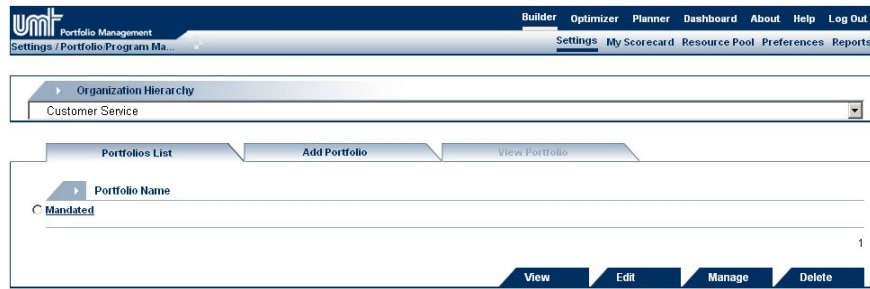 umt Portfolio Management
Builder Optimizer Planner Dashboard About Help Log Out
Settings / Portfolio/Program Ma...
Settings My Scorecard Resource Pool Preferences Reports
Organization Hierarchy
Customer Service
Portfolios List Add Portfolio View Portfolio
Portfolio Name
Mandated
1
View Edit Manage Delete